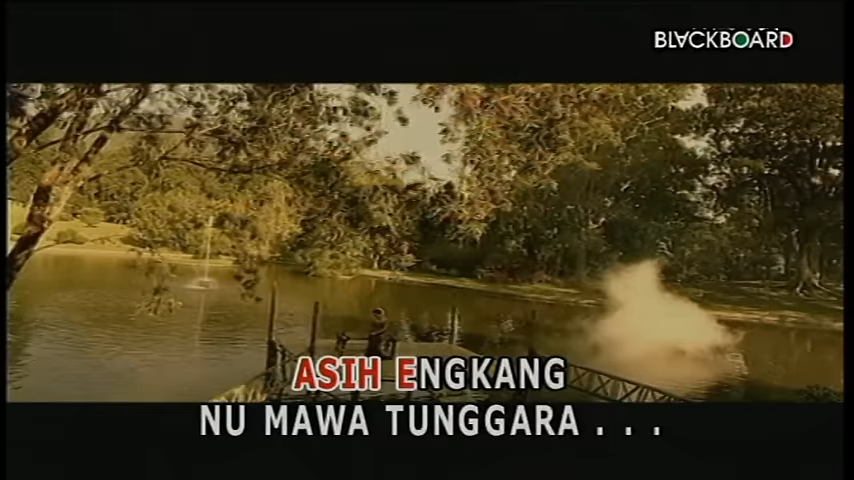 BLACKBOARD
ASIH ENGKANG
NU MAWA TUNGGARA . . .